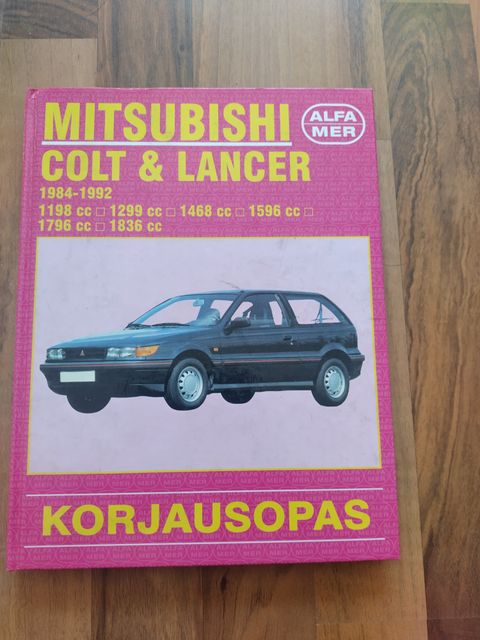 MITSUBISHI
ALFA
MER
COLT & LANCER
1984-1992
1198 cc □ 1299 cc □ 1468 cc □ 1596 cc □
1796 cc □ 1836 cc
KORJAUSOPAS